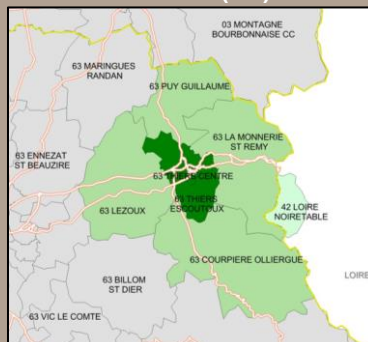 03 MONTAGNE
BOURBONNAISE CC
63 MARINGUES
RANDAN
63 PUY GUILLAUME
63 LA MONNERIE
ST REMY
63 ENNEZAT
ST BEAUZIRE
63 THIERS CENTRE
63 THIERS
ESCOUTOUX
63 LEZOUX
42 LOIRE
NOIRETABLE
63 COURPIERE OLLIERGUE
LOIRE
63 BILLOM
ST DIER
63 VIC LE COMTE